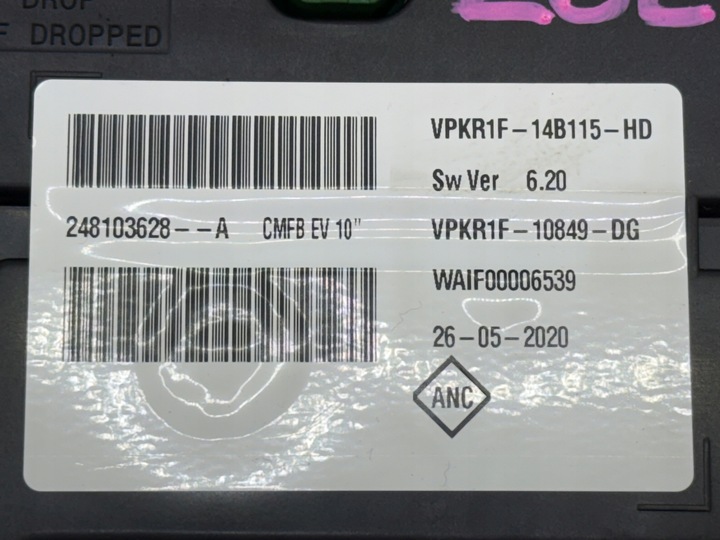 DROP
F DROPPED
VPKR1F-14B115-HD
Sw Ver 6.20
248103628--A CMFB EV 10"
VPKR1F-10849-DG
WAIF00006539
26-05-2020
ANC